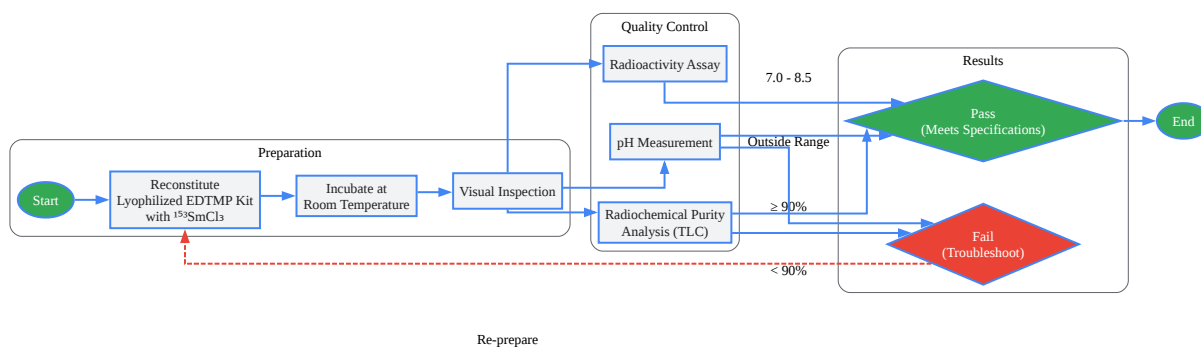 Preparation
Start
Reconstitute
Lyophilized EDTMP Kit
with ¹⁵³SmCl₃
Incubate at
Room Temperature
Visual Inspection
Quality Control
Radioactivity Assay
pH Measurement
Radiochemical Purity
Analysis (TLC)
7.0 - 8.5
Outside Range
≥ 90%
< 90%
Results
Pass
(Meets Specifications)
Fail
(Troubleshoot)
End
Re-prepare